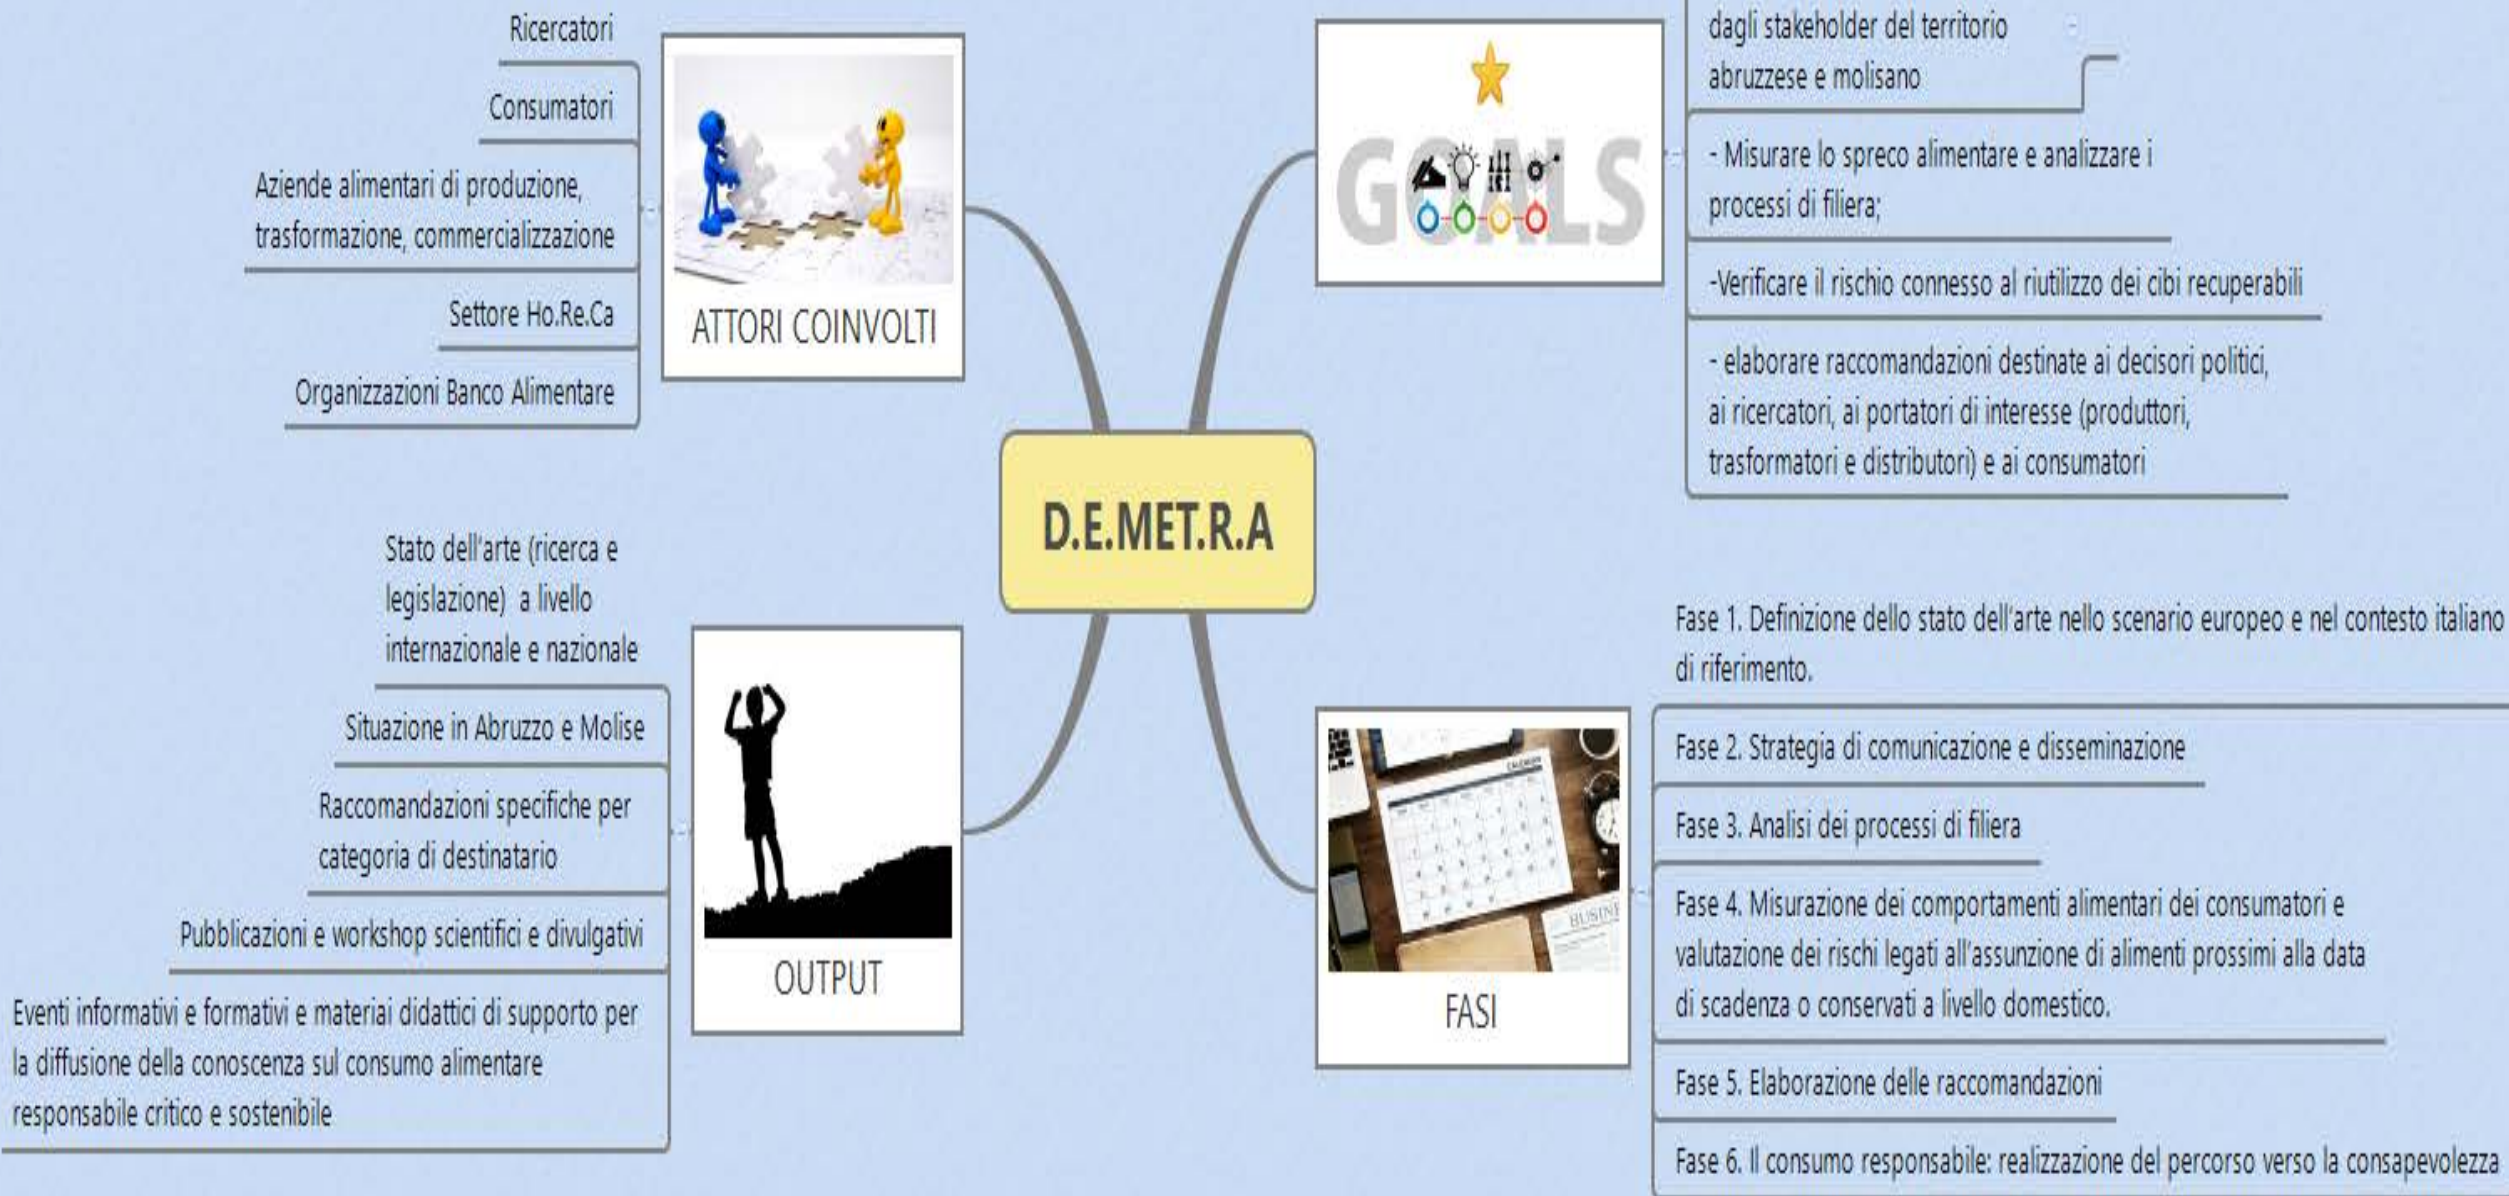 Ricercatori
Consumatori
Aziende alimentari di produzione,
trasformazione, commercializzazione
Settore Ho.Re.Ca
Organizzazioni Banco Alimentare
ATTORI COINVOLTI
GOALS
dagli stakeholder del territorio
abruzzese e molisano
- Misurare lo spreco alimentare e analizzare i
processi di filiera;
-Verificare il rischio connesso al riutilizzo dei cibi recuperabili
- elaborare raccomandazioni destinate ai decisori politici,
ai ricercatori, ai portatori di interesse (produttori,
trasformatori e distributori) e ai consumatori
D.E.MET.R.A
Stato dell'arte (ricerca e
legislazione) a livello
internazionale e nazionale
Situazione in Abruzzo e Molise
Raccomandazioni specifiche per
categoria di destinatario
Pubblicazioni e workshop scientifici e divulgativi
Eventi informativi e formativi e materiai didattici di supporto per
la diffusione della conoscenza sul consumo alimentare
responsabile critico e sostenibile
OUTPUT
CALENDAR
FASI
Fase 1. Definizione dello stato dell'arte nello scenario europeo e nel contesto italiano
di riferimento.
Fase 2. Strategia di comunicazione e disseminazione
Fase 3. Analisi dei processi di filiera
Fase 4. Misurazione dei comportamenti alimentari dei consumatori e
valutazione dei rischi legati all'assunzione di alimenti prossimi alla data
di scadenza o conservati a livello domestico.
Fase 5. Elaborazione delle raccomandazioni
Fase 6. Il consumo responsabile: realizzazione del percorso verso la consapevolezza